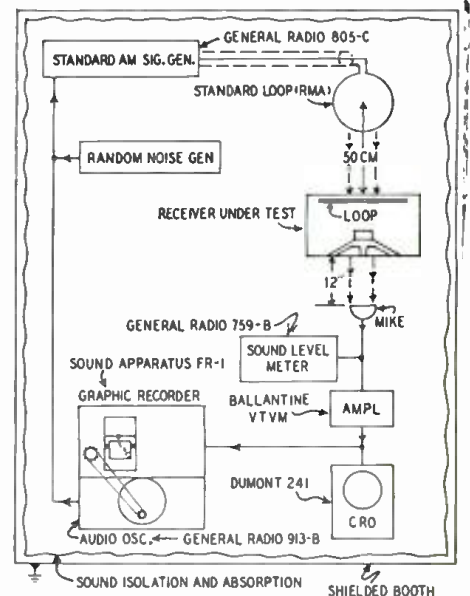 GENERAL RADIO 805-C
STANDARD AM SIG. GEN.
STANDARD LOOP (RMA)
RANDOM NOISE GEN
50 CM
RECEIVER UNDER TEST
LOOP
12"
MIKE
GENERAL RADIO 759-B
SOUND LEVEL
METER
SOUND APPARATUS FR-1
GRAPHIC RECORDER
BALLANTINE
VTVM
AMPL
DUMONT 241
CRO
AUDIO OSC.
GENERAL RADIO 913-B
SOUND ISOLATION AND ABSORPTION
SHIELDED BOOTH